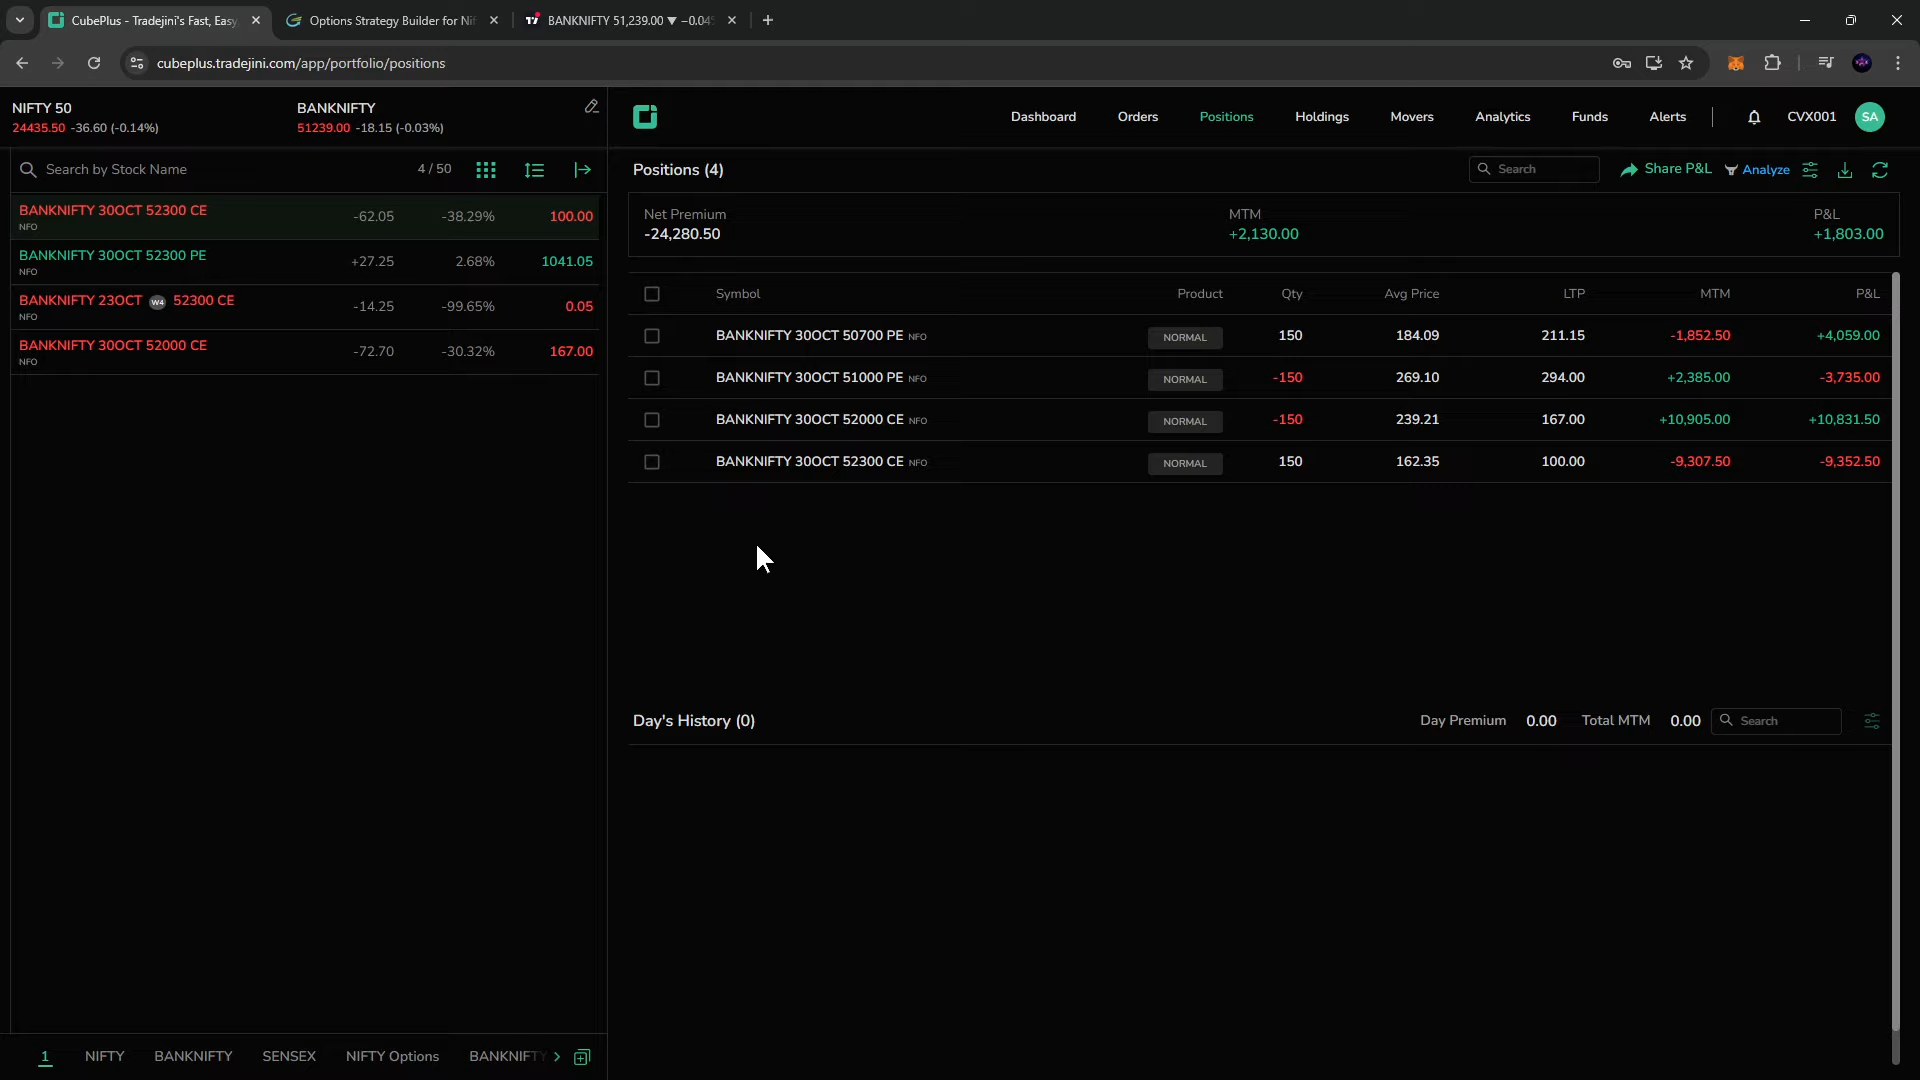 CubePlus - Tradejini's Fast, Easy
Options Strategy Builder for Nif
BANKNIFTY 51,239.00 ▼ −0.04
cubeplus.tradejini.com/app/portfolio/positions
NIFTY 50
24435.50 -36.60 (-0.14%)
BANKNIFTY
51239.00 -18.15 (-0.03%)
Dashboard Orders Positions Holdings Movers Analytics Funds Alerts CVX001 SA
Search by Stock Name 4 / 50
BANKNIFTY 30OCT 52300 CE -62.05 -38.29% 100.00
NFO
BANKNIFTY 30OCT 52300 PE +27.25 2.68% 1041.05
NFO
BANKNIFTY 23OCT W4 52300 CE -14.25 -99.65% 0.05
NFO
BANKNIFTY 30OCT 52000 CE -72.70 -30.32% 167.00
NFO
Positions (4) Search Share P&L Analyze
Net Premium MTM P&L
-24,280.50 +2,130.00 +1,803.00
Symbol Product Qty Avg Price LTP MTM P&L
BANKNIFTY 30OCT 50700 PE NFO NORMAL 150 184.09 211.15 -1,852.50 +4,059.00
BANKNIFTY 30OCT 51000 PE NFO NORMAL -150 269.10 294.00 +2,385.00 -3,735.00
BANKNIFTY 30OCT 52000 CE NFO NORMAL -150 239.21 167.00 +10,905.00 +10,831.50
BANKNIFTY 30OCT 52300 CE NFO NORMAL 150 162.35 100.00 -9,307.50 -9,352.50
Day's History (0) Day Premium 0.00 Total MTM 0.00 Search
1 NIFTY BANKNIFTY SENSEX NIFTY Options BANKNIFTY